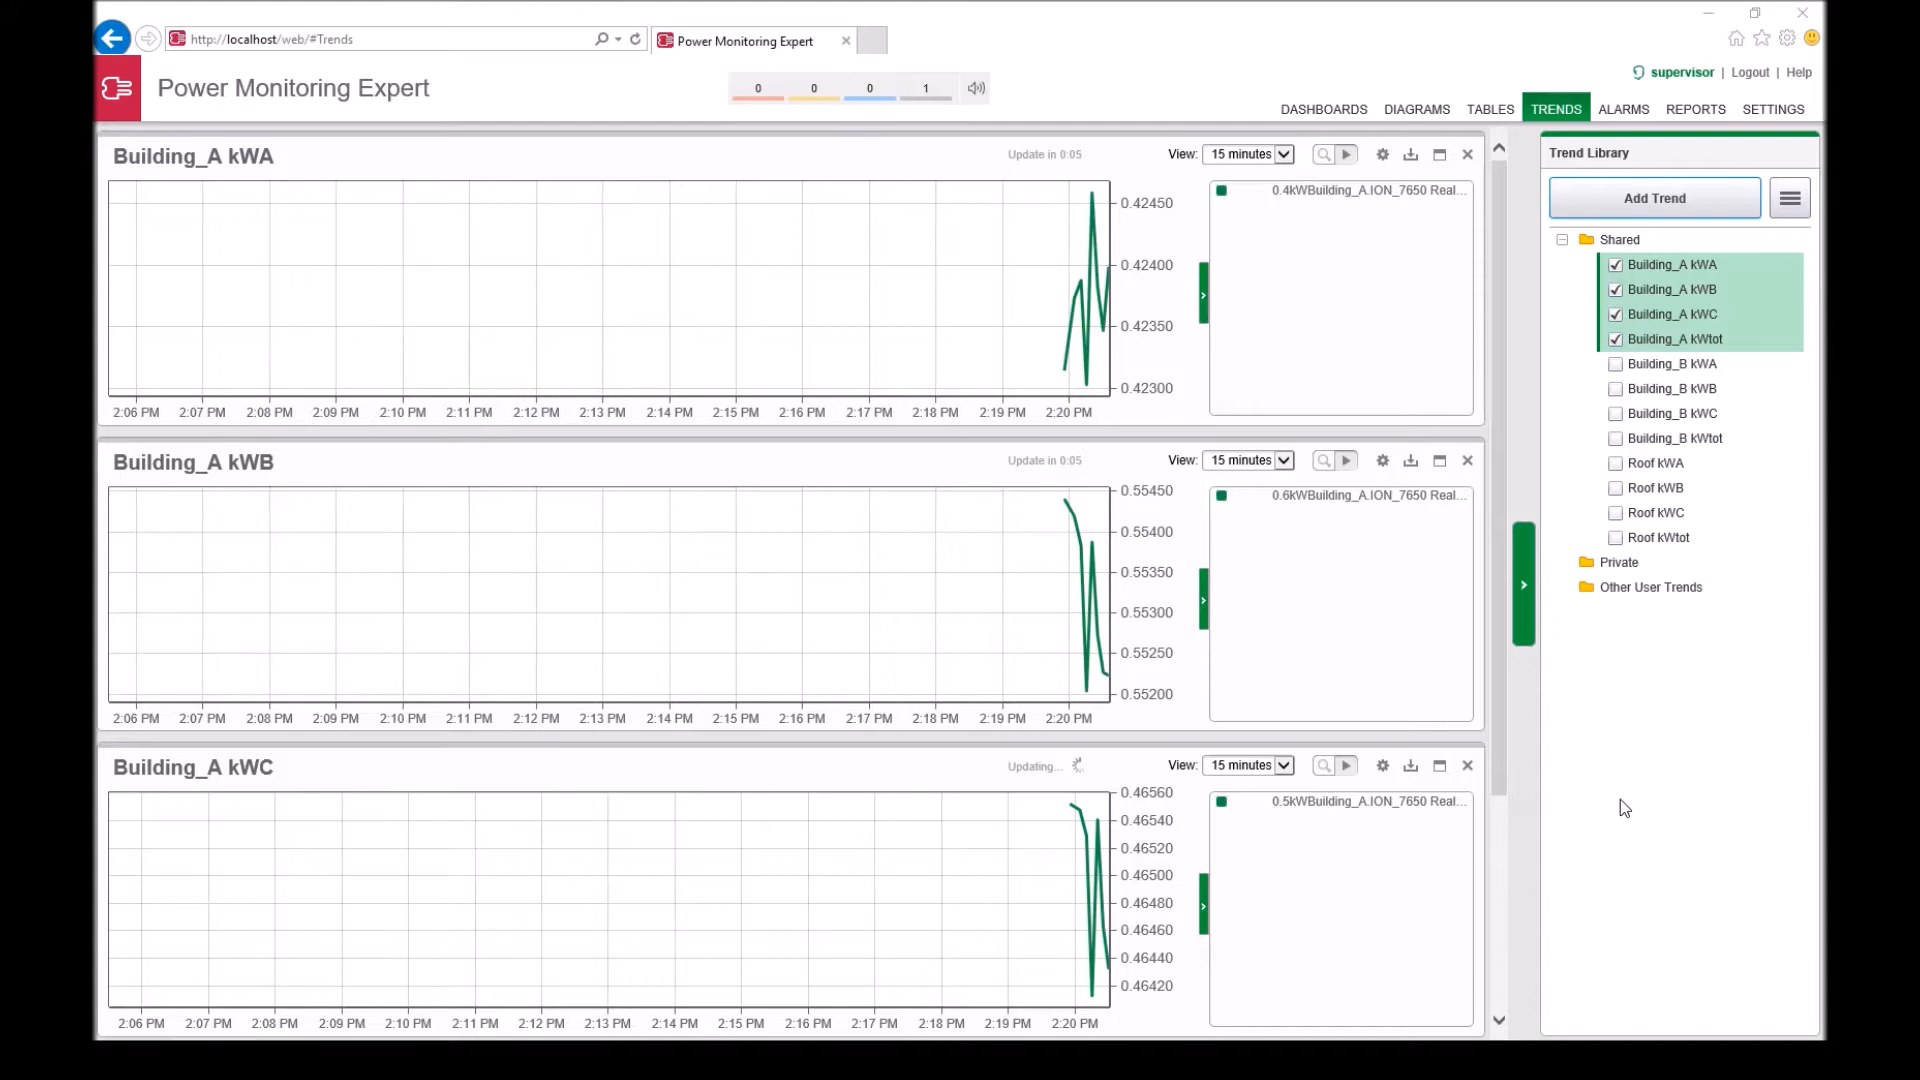 http://localhost/web/#Trends
Power Monitoring Expert
supervisor | Logout | Help
Power Monitoring Expert
0 0 0 1
DASHBOARDS DIAGRAMS TABLES TRENDS ALARMS REPORTS SETTINGS
Building_A kWA
Update in 0:05
View: 15 minutes
0.42450
0.42400
0.42350
0.42300
2:06 PM 2:07 PM 2:08 PM 2:09 PM 2:10 PM 2:11 PM 2:12 PM 2:13 PM 2:14 PM 2:15 PM 2:16 PM 2:17 PM 2:18 PM 2:19 PM 2:20 PM
0.4kWBuilding_A.ION_7650 Real...
Building_A kWB
Update in 0:05
View: 15 minutes
0.55450
0.55400
0.55350
0.55300
0.55250
0.55200
2:06 PM 2:07 PM 2:08 PM 2:09 PM 2:10 PM 2:11 PM 2:12 PM 2:13 PM 2:14 PM 2:15 PM 2:16 PM 2:17 PM 2:18 PM 2:19 PM 2:20 PM
0.6kWBuilding_A.ION_7650 Real...
Building_A kWC
Updating...
View: 15 minutes
0.46560
0.46540
0.46520
0.46500
0.46480
0.46460
0.46440
0.46420
2:06 PM 2:07 PM 2:08 PM 2:09 PM 2:10 PM 2:11 PM 2:12 PM 2:13 PM 2:14 PM 2:15 PM 2:16 PM 2:17 PM 2:18 PM 2:19 PM 2:20 PM
0.5kWBuilding_A.ION_7650 Real...
Trend Library
Add Trend
Shared
Building_A kWA
Building_A kWB
Building_A kWC
Building_A kWtot
Building_B kWA
Building_B kWB
Building_B kWC
Building_B kWtot
Roof kWA
Roof kWB
Roof kWC
Roof kWtot
Private
Other User Trends